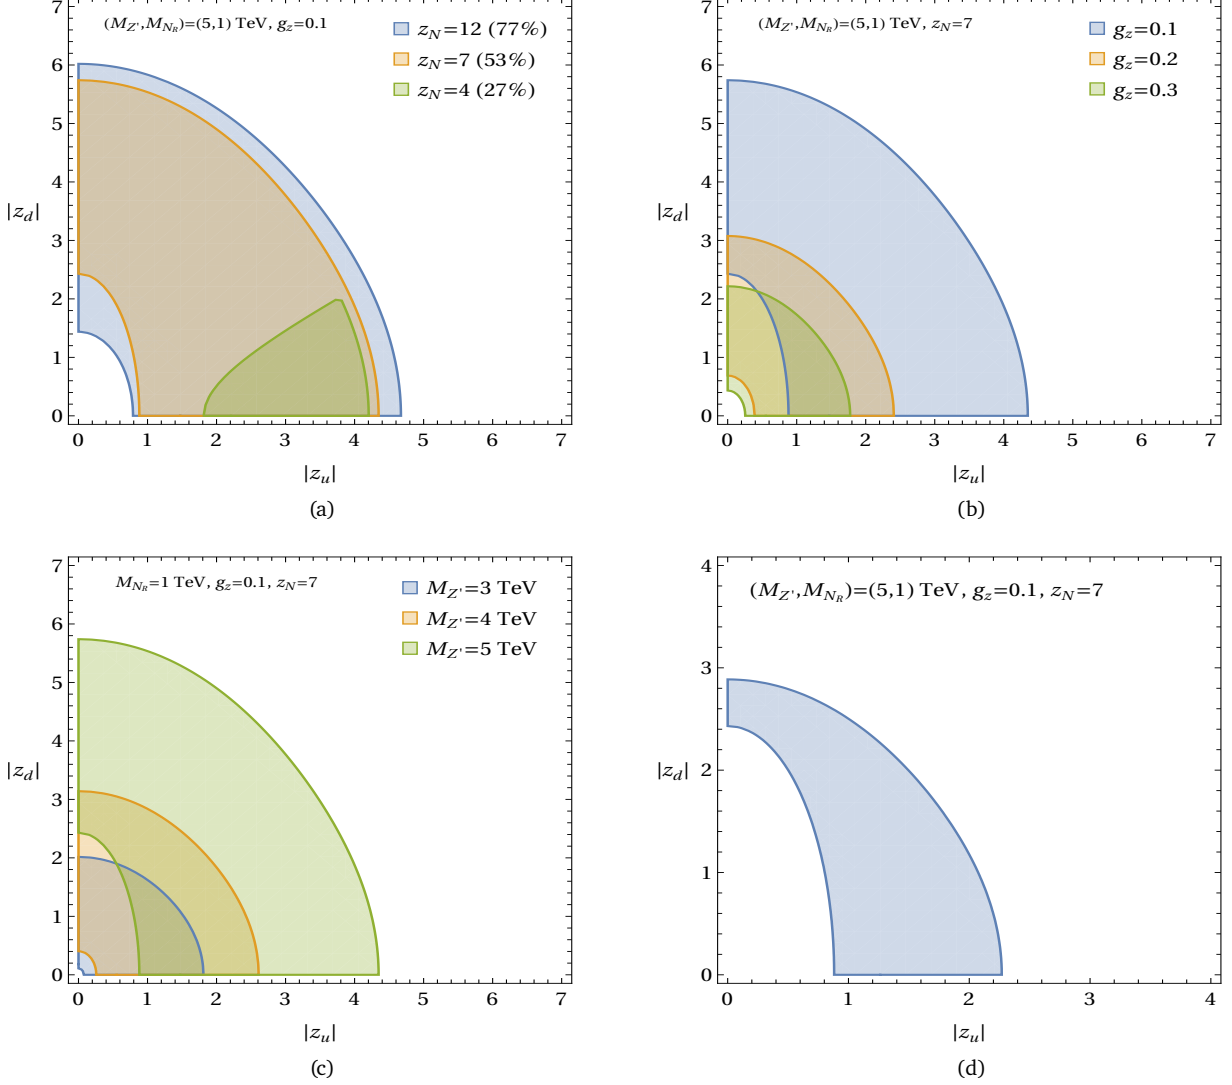 (M_{Z'},M_{N_R})=(5,1) TeV, g_z=0.1
z_N=12 (77%)
z_N=7 (53%)
z_N=4 (27%)
7
6
5
4
3
2
1
0
|z_d|
0 1 2 3 4 5 6 7
|z_u|
(a)
(M_{Z'},M_{N_R})=(5,1) TeV, z_N=7
g_z=0.1
g_z=0.2
g_z=0.3
7
6
5
4
3
2
1
0
|z_d|
0 1 2 3 4 5 6 7
|z_u|
(b)
M_{N_R}=1 TeV, g_z=0.1, z_N=7
M_{Z'}=3 TeV
M_{Z'}=4 TeV
M_{Z'}=5 TeV
7
6
5
4
3
2
1
0
|z_d|
0 1 2 3 4 5 6 7
|z_u|
(c)
(M_{Z'},M_{N_R})=(5,1) TeV, g_z=0.1, z_N=7
4
3
2
1
0
|z_d|
0 1 2 3 4
|z_u|
(d)